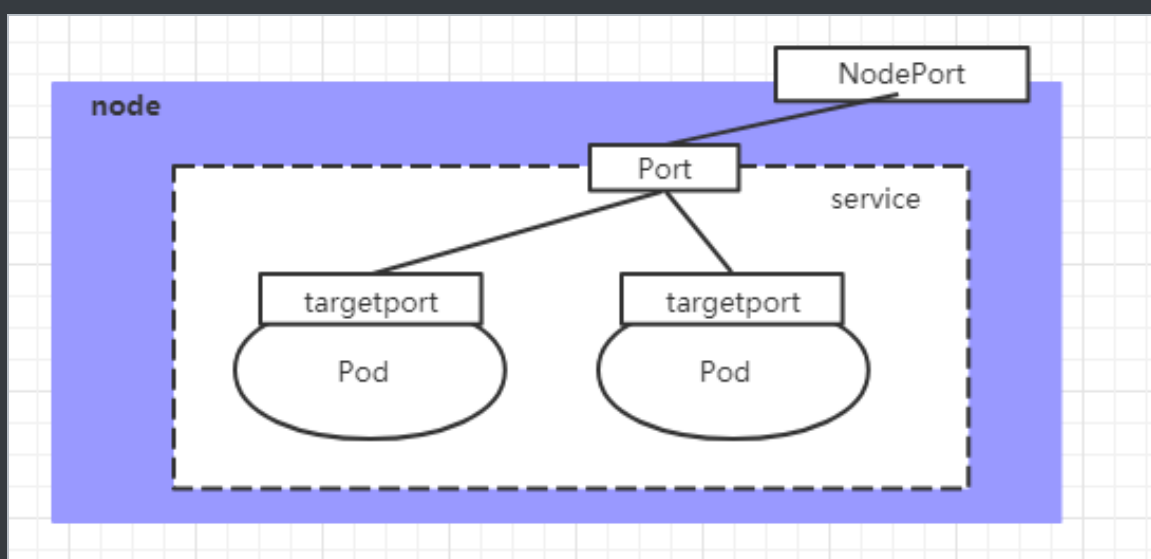 NodePort
node
Port
service
targetport
targetport
Pod
Pod